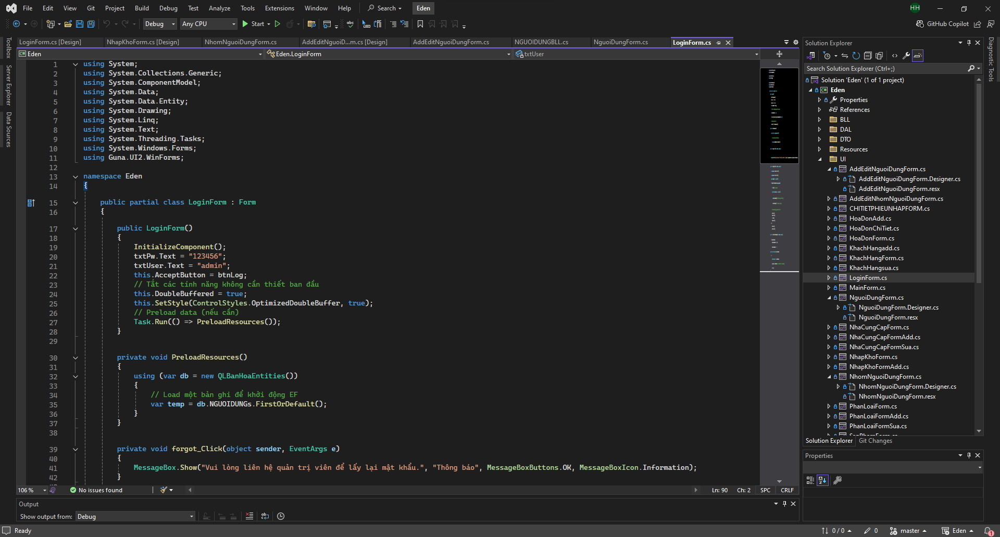 File Edit View Git Project Build Debug Test Analyze Tools Extensions Window Help Search Eden HH
Debug Any CPU Start GitHub Copilot
LoginForm.cs [Design] NhapKhoForm.cs [Design] NhomNguoiDungForm.cs AddEditNguoiD...m.cs [Design] AddEditNguoiDungForm.cs NGUOIDUNGBLL.cs NguoiDungForm.cs LoginForm.cs
Eden Eden.LoginForm txtUser
Toolbox
Server Explorer
Data Sources
1 using System;
2 using System.Collections.Generic;
3 using System.ComponentModel;
4 using System.Data;
5 using System.Data.Entity;
6 using System.Drawing;
7 using System.Linq;
8 using System.Text;
9 using System.Threading.Tasks;
10 using System.Windows.Forms;
11 using Guna.UI2.WinForms;
12
13 namespace Eden
14 {
15 public partial class LoginForm : Form
16 {
17 public LoginForm()
18 {
19 InitializeComponent();
20 txtPw.Text = "123456";
21 txtUser.Text = "admin";
22 this.AcceptButton = btnLog;
23 // Tắt các tính năng không cần thiết ban đầu
24 this.DoubleBuffered = true;
25 this.SetStyle(ControlStyles.OptimizedDoubleBuffer, true);
26 // Preload data (nếu cần)
27 Task.Run(() => PreloadResources());
28 }
29
30 private void PreloadResources()
31 {
32 using (var db = new QLBanHoaEntities())
33 {
34 // Load một bản ghi để khởi động EF
35 var temp = db.NGUOIDUNGs.FirstOrDefault();
36 }
37 }
38
39 private void forgot_Click(object sender, EventArgs e)
40 {
41 MessageBox.Show("Vui lòng liên hệ quản trị viên để lấy lại mật khẩu.", "Thông báo", MessageBoxButtons.OK, MessageBoxIcon.Information);
42 }
106 % No issues found Ln: 90 Ch: 2 SPC CRLF
Output
Show output from: Debug
Solution Explorer
Search Solution Explorer (Ctrl+;)
Solution 'Eden' (1 of 1 project)
C# Eden
Properties
References
BLL
DAL
DTO
Resources
UI
AddEditNguoiDungForm.cs
AddEditNguoiDungForm.Designer.cs
AddEditNguoiDungForm.resx
AddEditNhomNguoiDungForm.cs
CHITIETPHIEUNHAPFORM.cs
HoaDonAdd.cs
HoaDonChiTiet.cs
HoaDonForm.cs
KhachHangadd.cs
KhachHangForm.cs
KhachHangsua.cs
LoginForm.cs
MainForm.cs
NguoiDungForm.cs
NguoiDungForm.Designer.cs
NguoiDungForm.resx
NhaCungCapForm.cs
NhaCungCapFormAdd.cs
NhaCungCapFormSua.cs
NhapKhoForm.cs
NhapKhoFormAdd.cs
NhomNguoiDungForm.cs
NhomNguoiDungForm.Designer.cs
NhomNguoiDungForm.resx
PhanLoaiForm.cs
PhanLoaiFormAdd.cs
PhanLoaiFormSua.cs
Solution Explorer Git Changes
Properties
Diagnostic Tools
Ready 0 / 0 0 master Eden 1